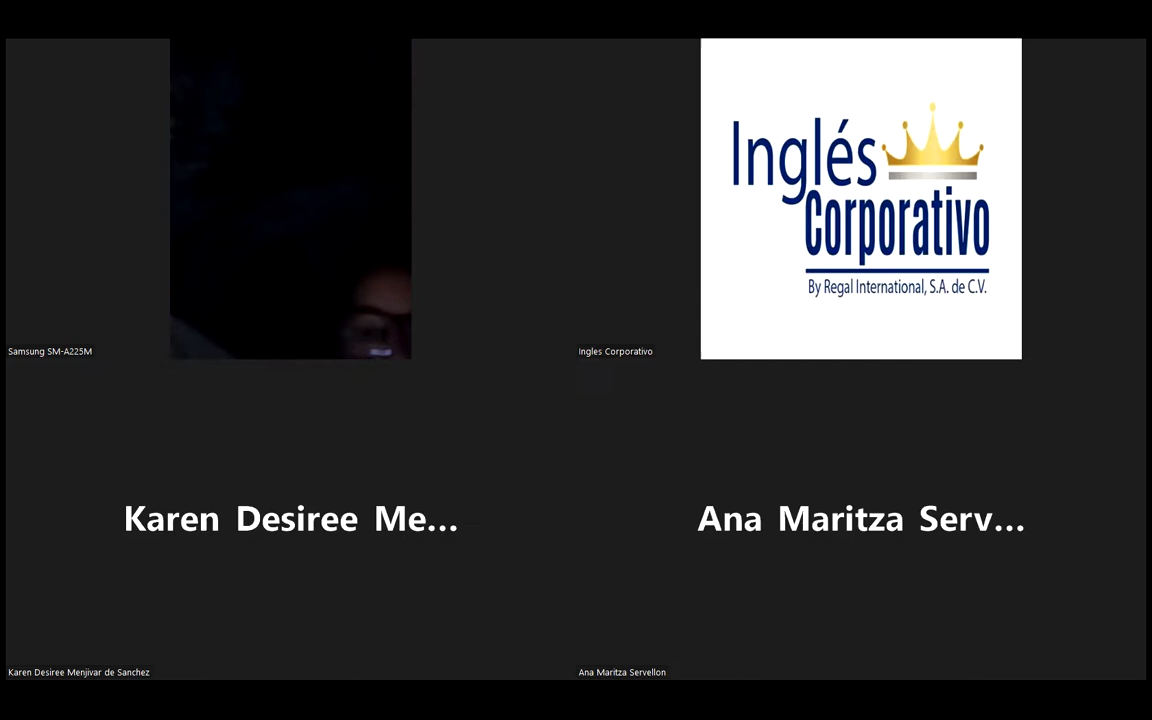 Inglés
Corporativo
By Regal International, S.A. de C.V.
Samsung SM-A225M
Ingles Corporativo
Karen Desiree Me...
Ana Maritza Serv...
Karen Desiree Menjivar de Sanchez
Ana Maritza Servellon